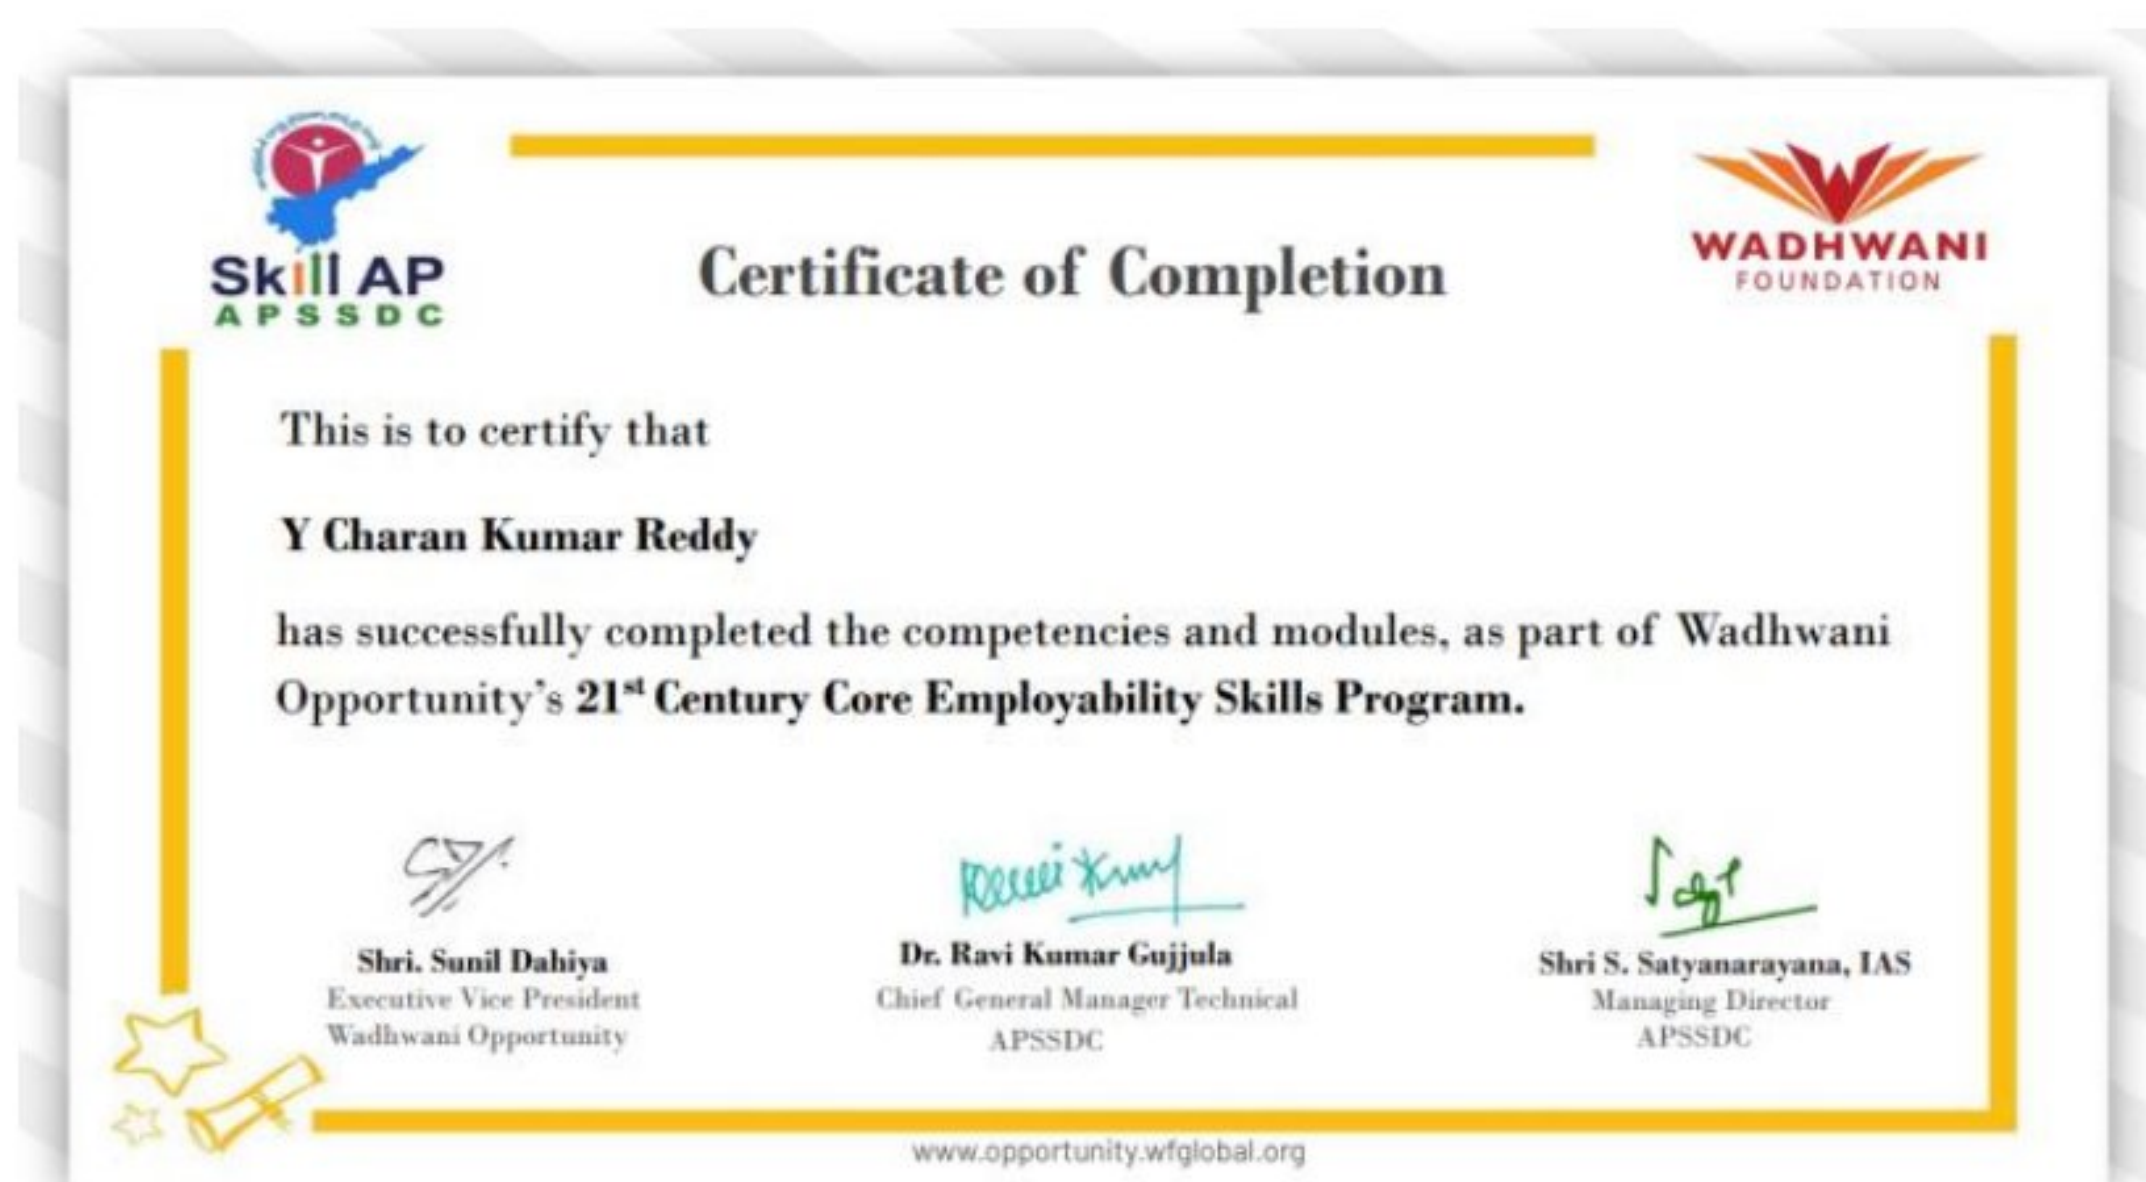 Skill AP
APSSDC
WADHWANI
FOUNDATION
Certificate of Completion
This is to certify that
Y Charan Kumar Reddy
has successfully completed the competencies and modules, as part of Wadhwani
Opportunity's 21st Century Core Employability Skills Program.
Shri. Sunil Dahiya
Executive Vice President
Wadhwani Opportunity
Dr. Ravi Kumar Gujjula
Chief General Manager Technical
APSSDC
Shri S. Satyanarayana, IAS
Managing Director
APSSDC
www.opportunity.wfglobal.org